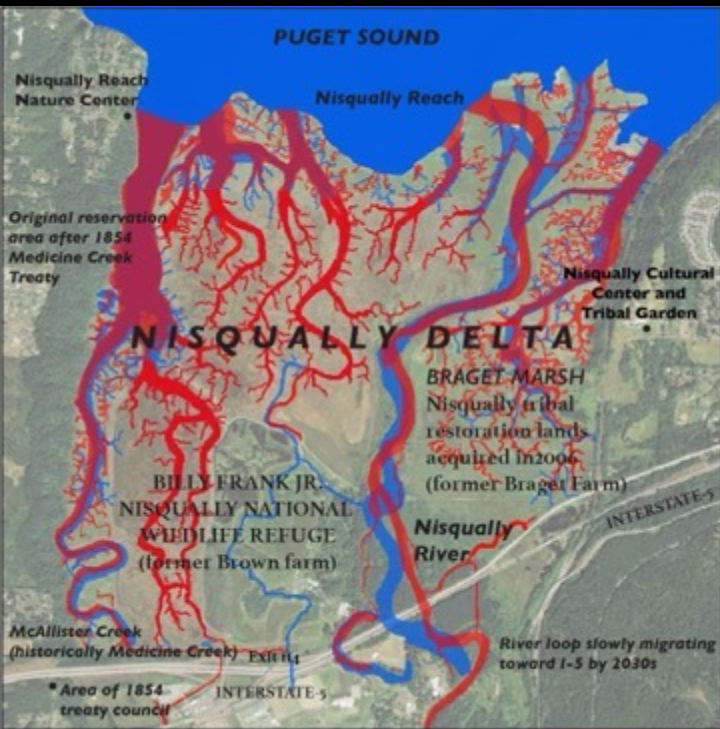 PUGET SOUND
Nisqually Reach
Nature Center
Nisqually Reach
Original reservation
area after 1854
Medicine Creek
Treaty
Nisqually Cultural
Center and
Tribal Garden
NISQUALLY DELTA
BRAGET MARSH
Nisqually tribal
restoration lands
acquired in2006
(former Braget Farm)
BILLY FRANK JR.
NISQUALLY NATIONAL
WILDLIFE REFUGE
(former Brown farm)
INTERSTATE-5
Nisqually
River
McAllister Creek
(historically Medicine Creek)
Exit 114
River loop slowly migrating
toward I-5 by 2030s
Area of 1854
treaty council
INTERSTATE-5